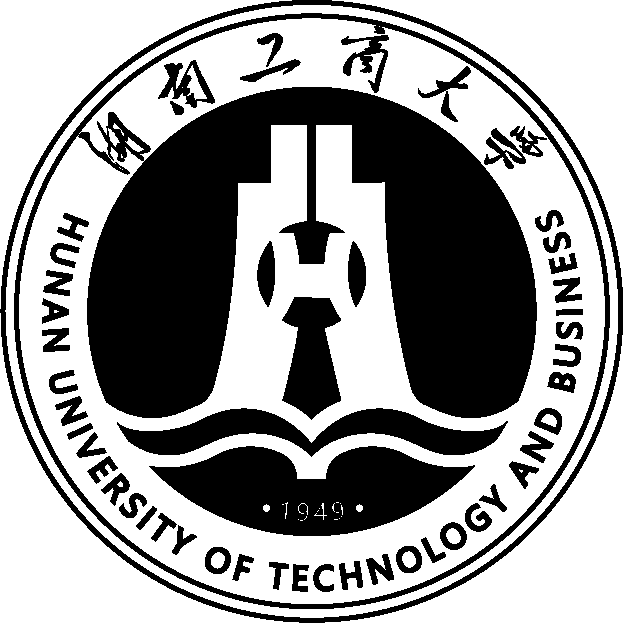 湖南工商大学
HUNAN UNIVERSITY OF TECHNOLOGY AND BUSINESS
·1949·